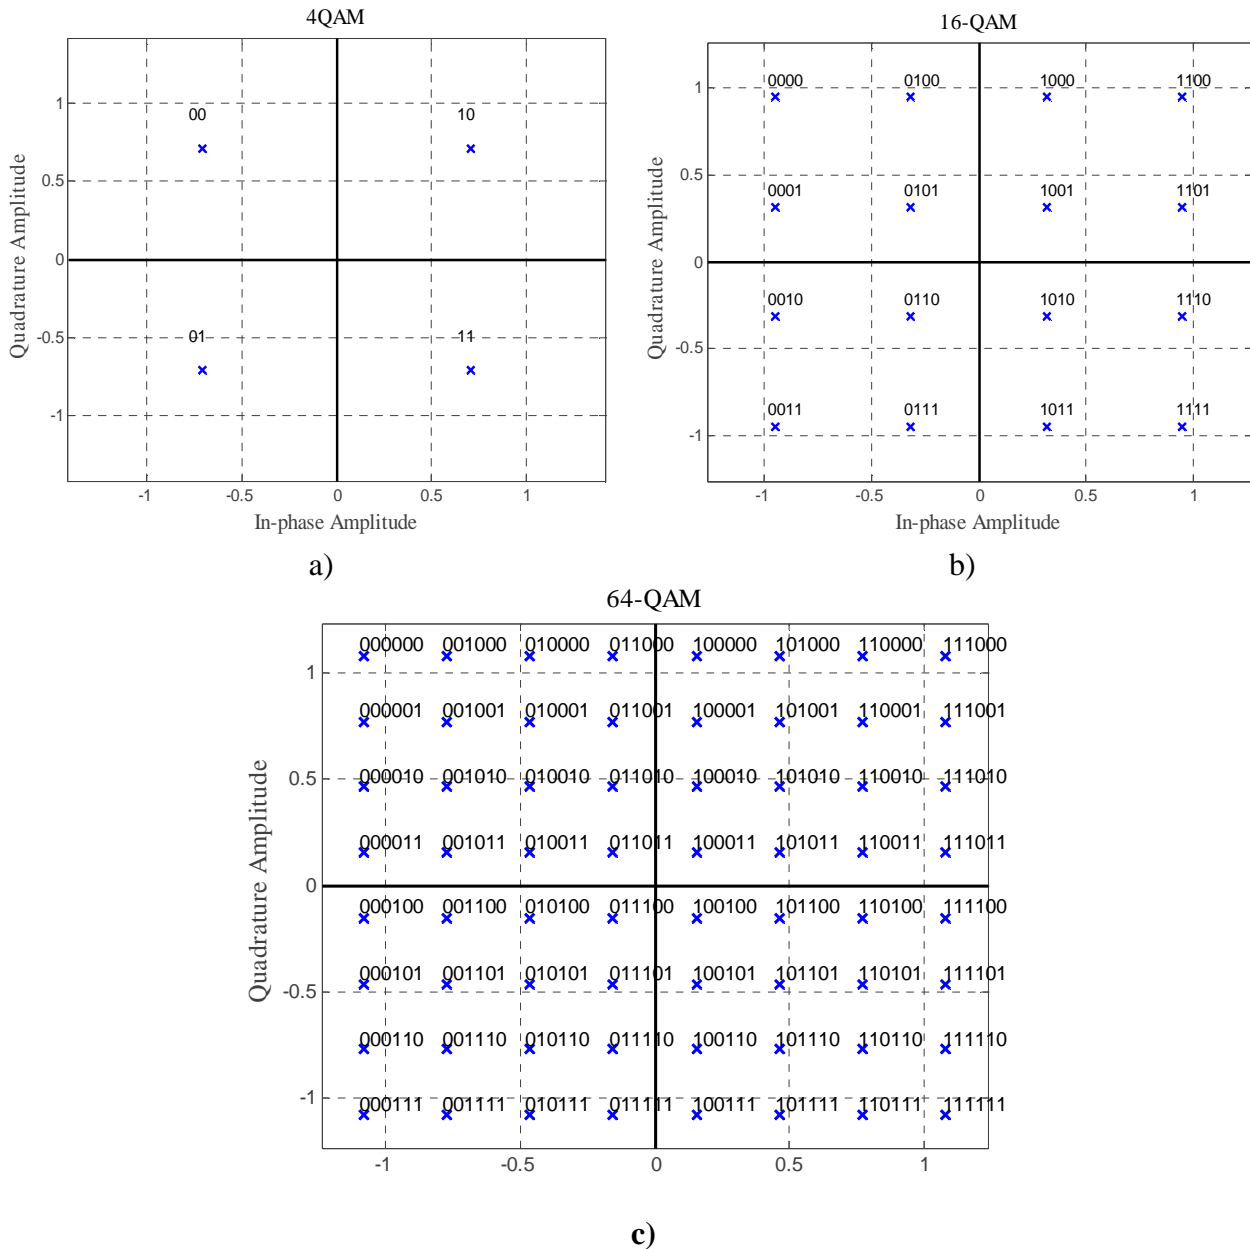 4QAM
00 10
01 11
1
0.5
0
-0.5
-1
-1 -0.5 0 0.5 1
Quadrature Amplitude
In-phase Amplitude
a)
16-QAM
0000 0100 1000 1100
0001 0101 1001 1101
0010 0110 1010 1110
0011 0111 1011 1111
1
0.5
0
-0.5
-1
-1 -0.5 0 0.5 1
Quadrature Amplitude
In-phase Amplitude
b)
64-QAM
000000 001000 010000 011000 100000 101000 110000 111000
000001 001001 010001 011001 100001 101001 110001 111001
000010 001010 010010 011010 100010 101010 110010 111010
000011 001011 010011 011011 100011 101011 110011 111011
000100 001100 010100 011100 100100 101100 110100 111100
000101 001101 010101 011101 100101 101101 110101 111101
000110 001110 010110 011110 100110 101110 110110 111110
000111 001111 010111 011111 100111 101111 110111 111111
1
0.5
0
-0.5
-1
-1 -0.5 0 0.5 1
Quadrature Amplitude
c)